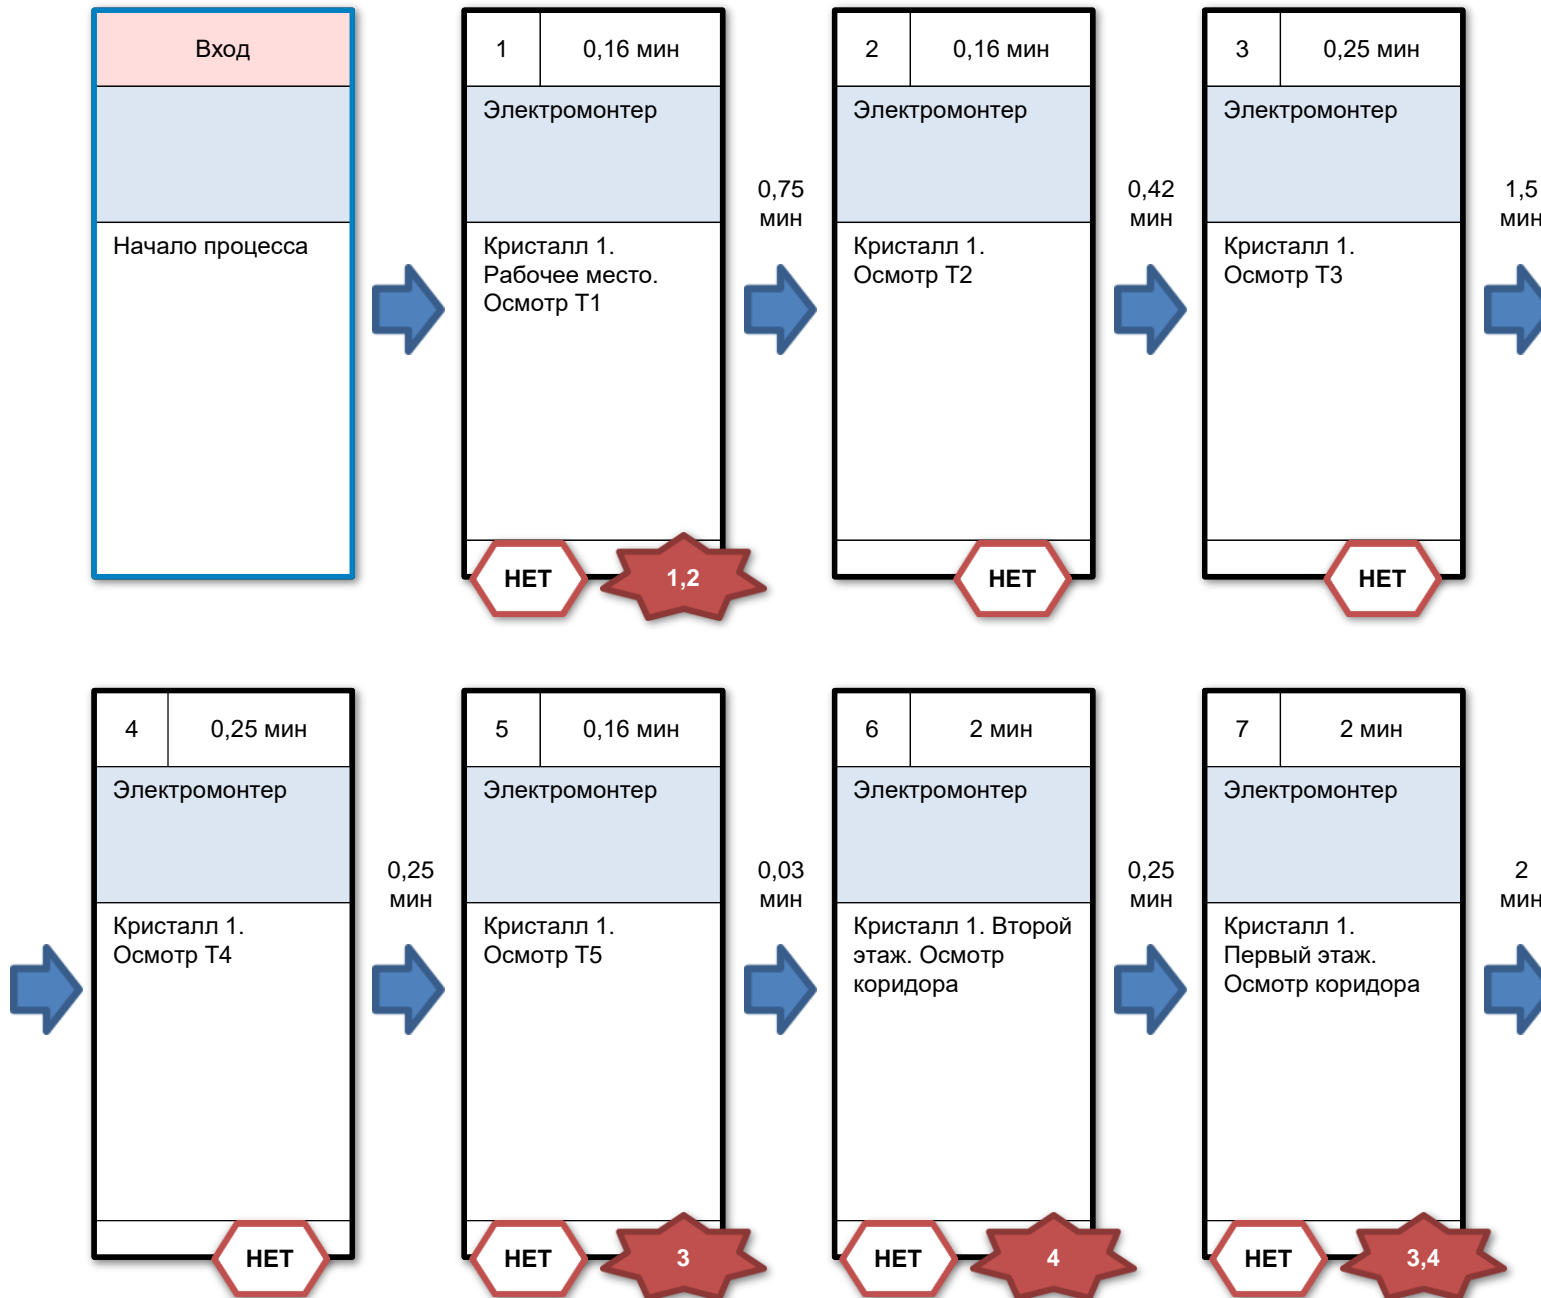 Вход
Начало процесса
1
0,16 мин
Электромонтер
Кристалл 1.
Рабочее место.
Осмотр Т1
НЕТ
1,2
0,75
мин
2
0,16 мин
Электромонтер
Кристалл 1.
Осмотр Т2
НЕТ
0,42
мин
3
0,25 мин
Электромонтер
Кристалл 1.
Осмотр Т3
НЕТ
1,5
мин
4
0,25 мин
Электромонтер
Кристалл 1.
Осмотр Т4
НЕТ
0,25
мин
5
0,16 мин
Электромонтер
Кристалл 1.
Осмотр Т5
НЕТ
3
0,03
мин
6
2 мин
Электромонтер
Кристалл 1. Второй
этаж. Осмотр
коридора
НЕТ
4
0,25
мин
7
2 мин
Электромонтер
Кристалл 1.
Первый этаж.
Осмотр коридора
НЕТ
3,4
2
мин